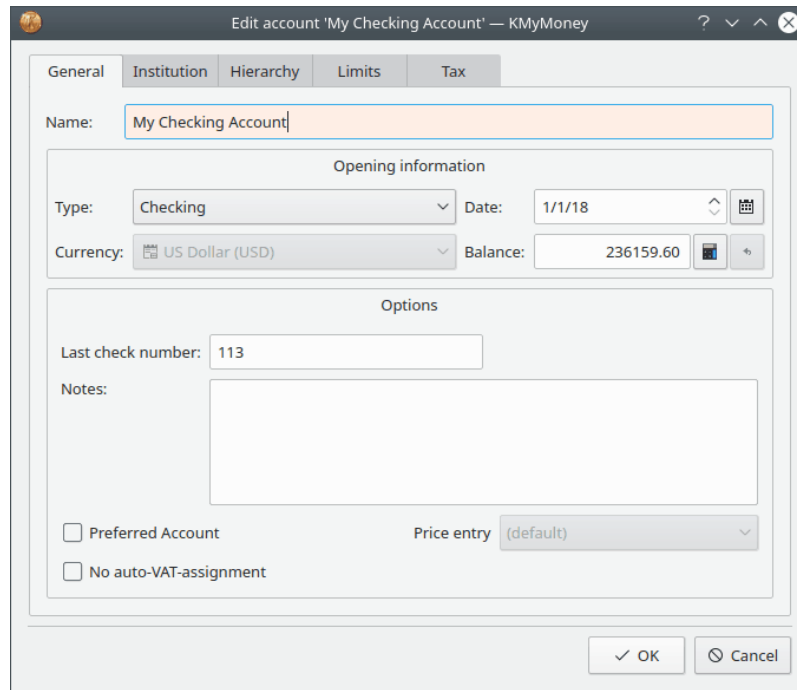 Edit account 'My Checking Account' — KMyMoney ?
General Institution Hierarchy Limits Tax
Name: My Checking Account
Opening information
Type: Checking Date: 1/1/18
Currency: US Dollar (USD) Balance: 236159.60
Options
Last check number: 113
Notes:
Preferred Account Price entry (default)
No auto-VAT-assignment
OK Cancel